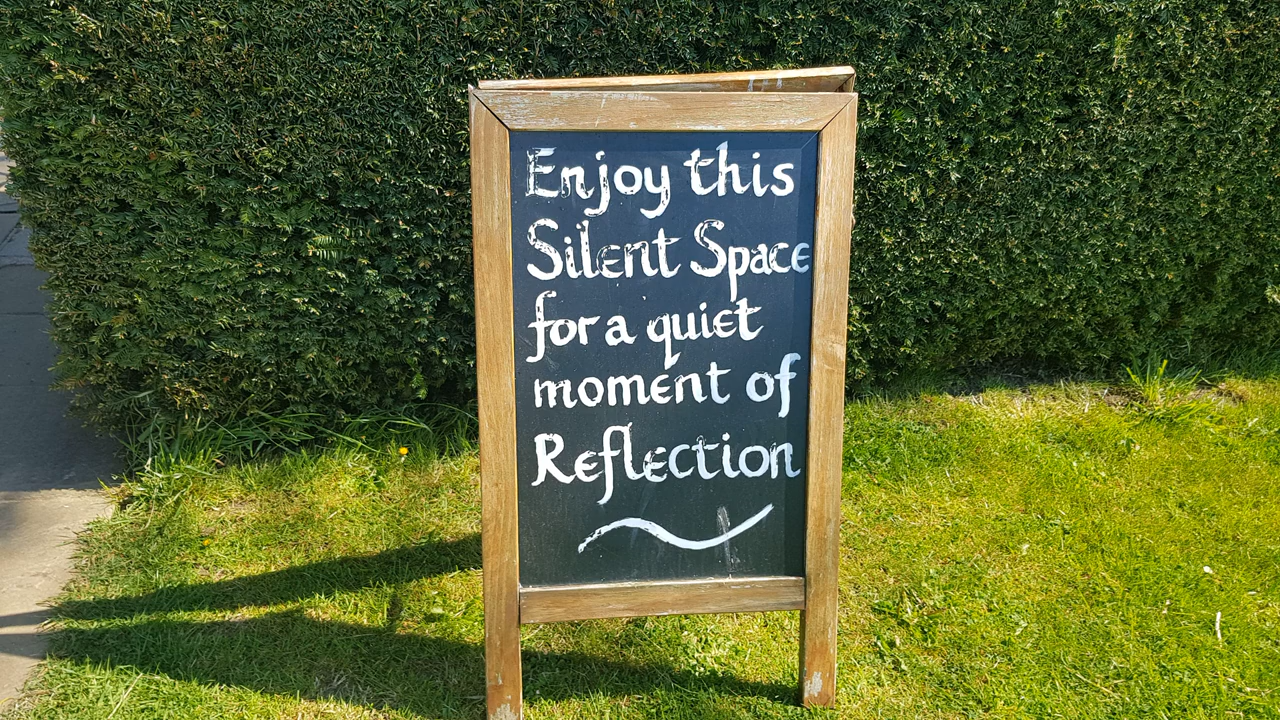 Enjoy this
Silent Space
for a quiet
moment of
Reflection